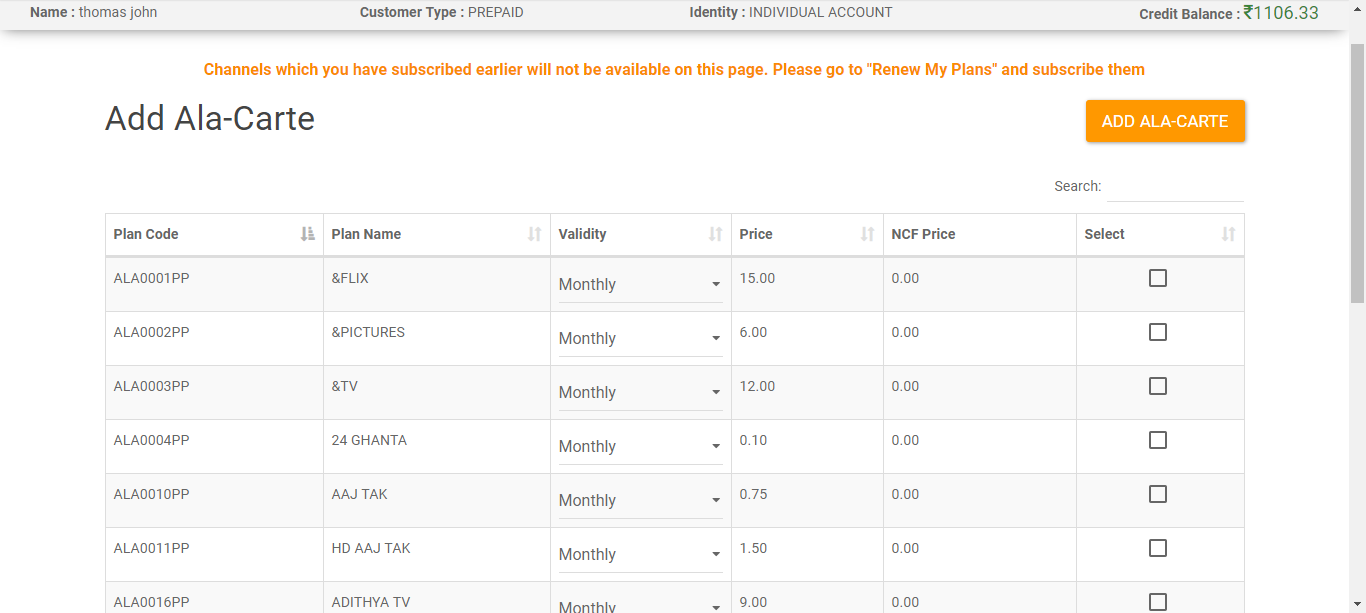 Name : thomas john Customer Type : PREPAID Identity : INDIVIDUAL ACCOUNT Credit Balance : ₹1106.33
Channels which you have subscribed earlier will not be available on this page. Please go to "Renew My Plans" and subscribe them
Add Ala-Carte ADD ALA-CARTE
Search:
Plan Code Plan Name Validity Price NCF Price Select
ALA0001PP &FLIX Monthly 15.00 0.00
ALA0002PP &PICTURES Monthly 6.00 0.00
ALA0003PP &TV Monthly 12.00 0.00
ALA0004PP 24 GHANTA Monthly 0.10 0.00
ALA0010PP AAJ TAK Monthly 0.75 0.00
ALA0011PP HD AAJ TAK Monthly 1.50 0.00
ALA0016PP ADITHYA TV Monthly 9.00 0.00